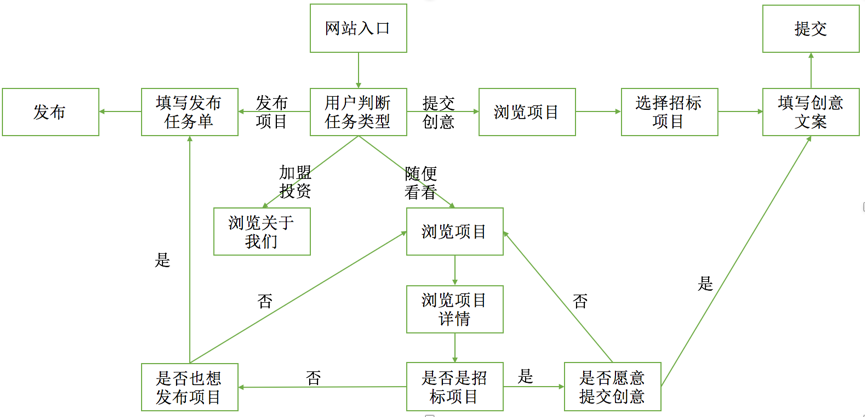 网站入口
提交
发布
填写发布
任务单
发布
项目
用户判断
任务类型
提交
创意
浏览项目
选择招标
项目
填写创意
文案
加盟
投资
随便
看看
浏览关于
我们
浏览项目
是
否
浏览项目
详情
否
是
是否也想
发布项目
否
是否是招
标项目
是
是否愿意
提交创意